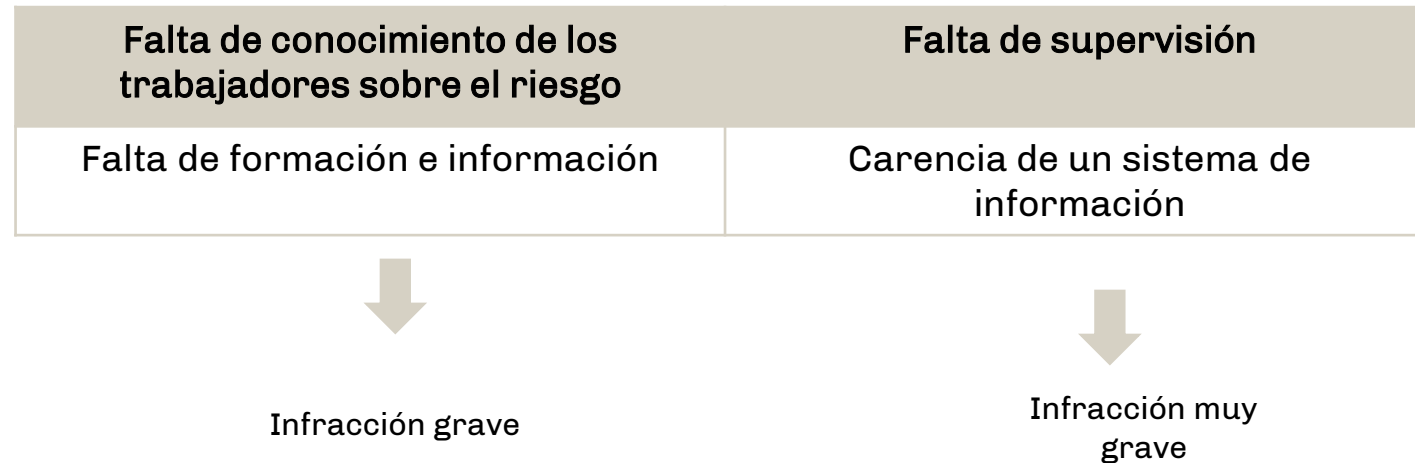 Falta de conocimiento de los
trabajadores sobre el riesgo
Falta de supervisión
Falta de formación e información
Carencia de un sistema de
información
Infracción grave
Infracción muy
grave